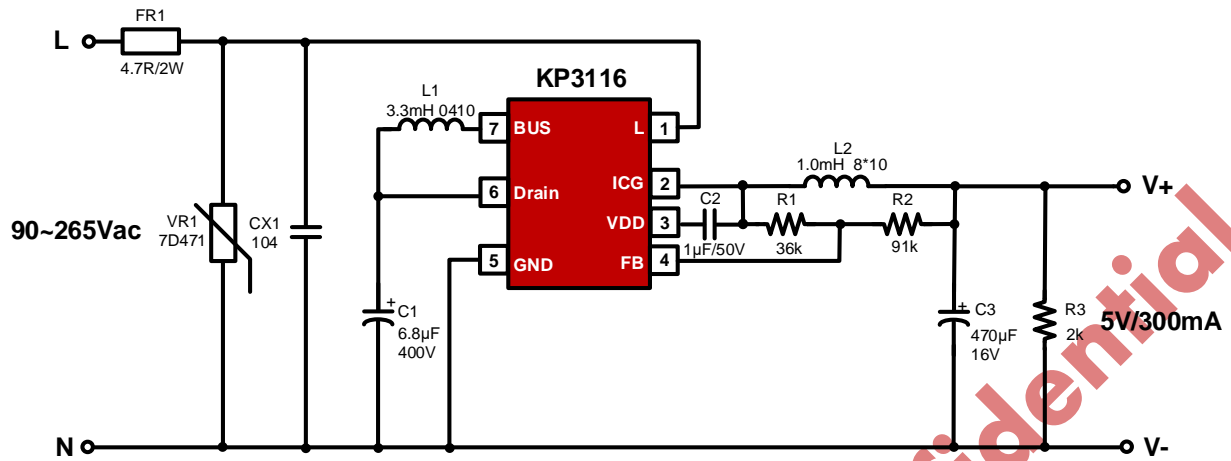 FR1
L
4.7R/2W
KP3116
L1
3.3mH 0410
7
BUS
L
1
L2
1.0mH 8*10
6
Drain
ICG
2
V+
C2
R1
R2
VDD
3
90~265Vac
VR1
7D471
CX1
104
1µF/50V
36k
91k
5
GND
FB
4
+
C1
6.8µF
400V
+
C3
470µF
16V
R3
2k
5V/300mA
N
V-
fidential